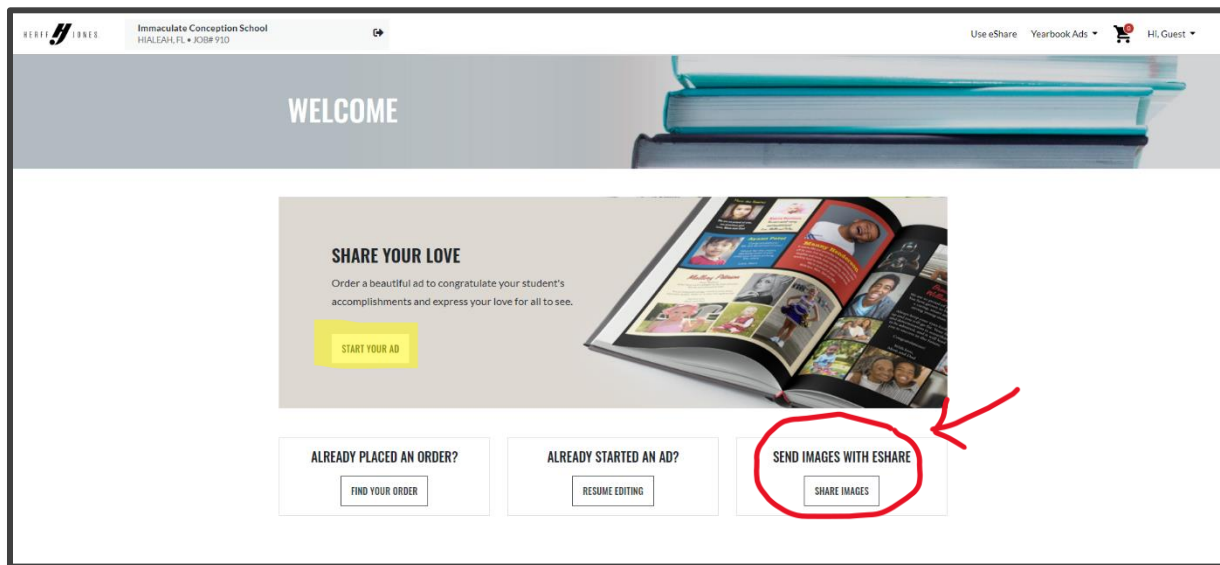 HERFF JONES
Immaculate Conception School
HIALEAH, FL • JOB# 910
Use eShare
Yearbook Ads
0
Hi, Guest
WELCOME
SHARE YOUR LOVE
Order a beautiful ad to congratulate your student's
accomplishments and express your love for all to see.
START YOUR AD
ALREADY PLACED AN ORDER?
FIND YOUR ORDER
ALREADY STARTED AN AD?
RESUME EDITING
SEND IMAGES WITH ESHARE
SHARE IMAGES